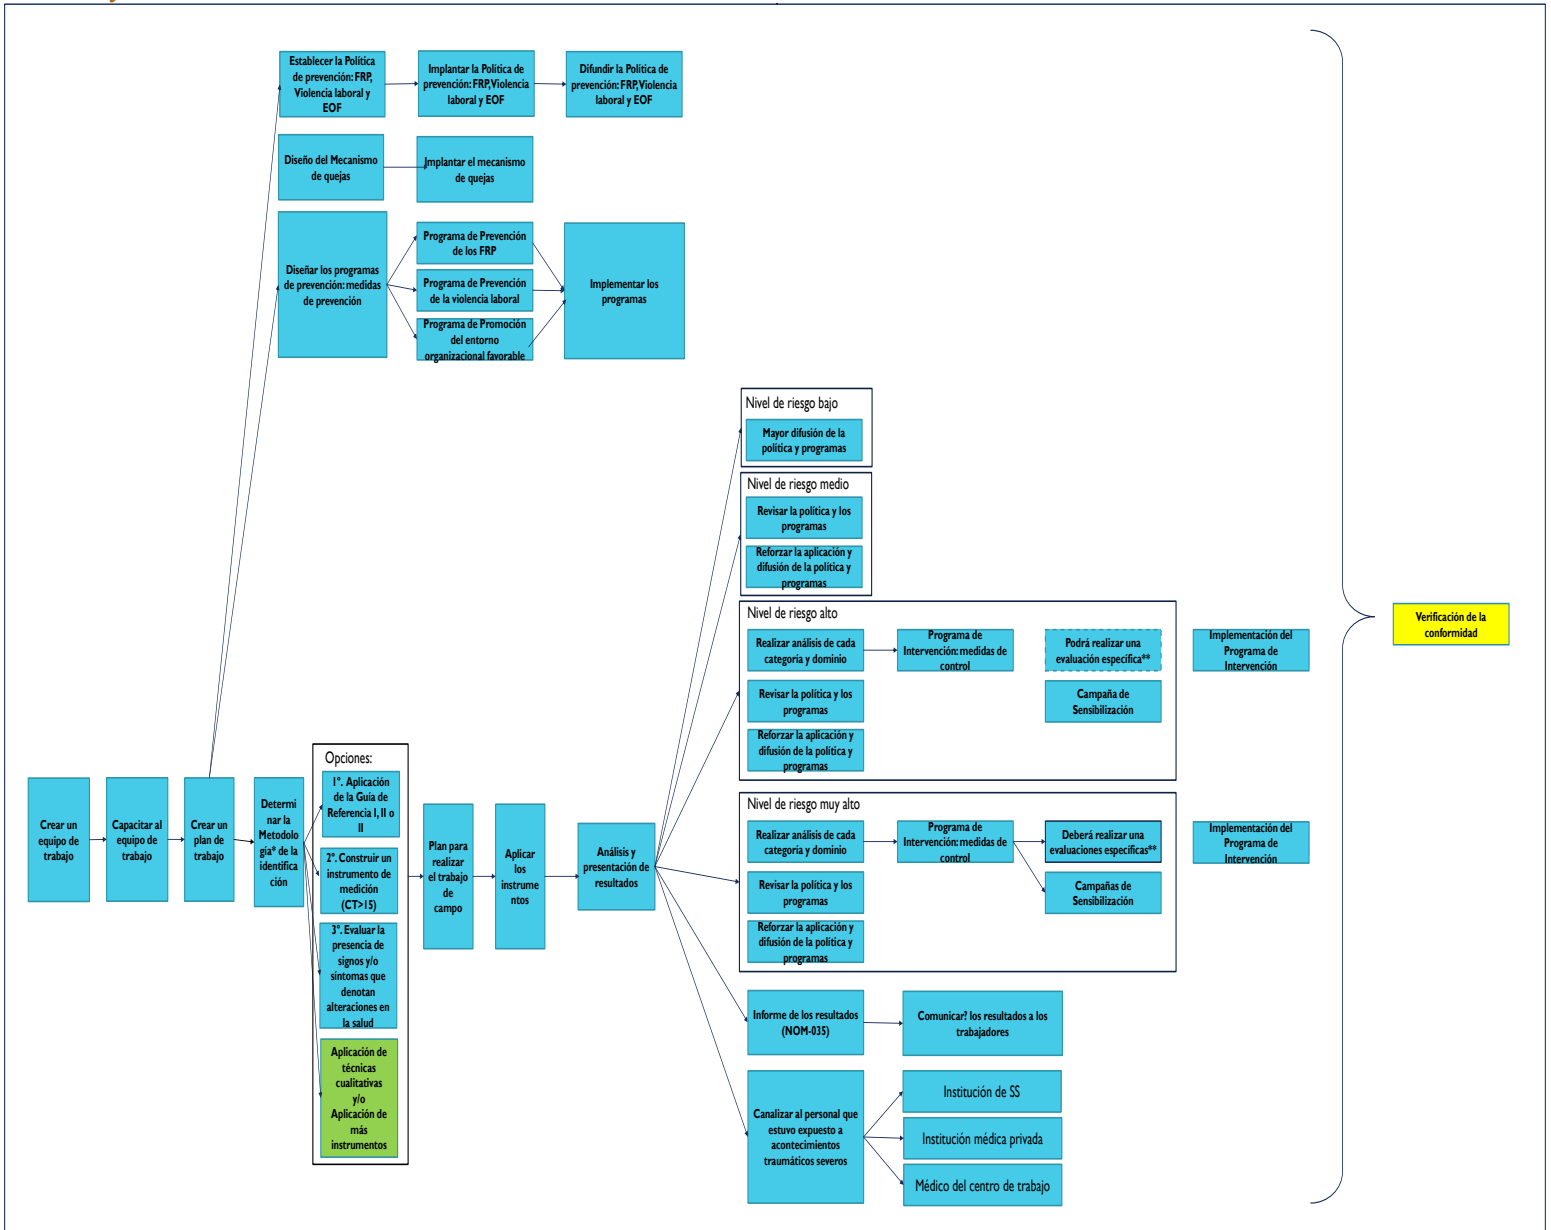 Establecer la Política
de prevención: FRP,
Violencia laboral y
EOF
Implantar la Política de
prevención: FRP, Violencia
laboral y EOF
Difundir la Política de
prevención: FRP, Violencia
laboral y EOF
Diseño del Mecanismo
de quejas
Implantar el mecanismo
de quejas
Diseñar los programas
de prevención: medidas
de prevención
Programa de Prevención
de los FRP
Programa de Prevención
de la violencia laboral
Programa de Promoción
del entorno
organizacional favorable
Implementar los
programas
Nivel de riesgo bajo
Mayor difusión de la
política y programas
Nivel de riesgo medio
Revisar la política y los
programas
Reforzar la aplicación y
difusión de la política y
programas
Nivel de riesgo alto
Realizar análisis de cada
categoría y dominio
Programa de
Intervención: medidas de
control
Podrá realizar una
evaluación específica**
Implementación del
Programa de
Intervención
Revisar la política y los
programas
Campaña de
Sensibilización
Reforzar la aplicación y
difusión de la política y
programas
Verificación de la
conformidad
Crear un
equipo de
trabajo
Capacitar al
equipo de
trabajo
Crear un
plan de
trabajo
Determi
nar la
Metodolo
gía* de la
identifica
ción
Opciones:
1°. Aplicación
de la Guía de
Referencia I, II o
II
2°. Construir un
instrumento de
medición
(CT>15)
3°. Evaluar la
presencia de
signos y/o
síntomas que
denotan
alteraciones en
la salud
Aplicación de
técnicas
cualitativas
y/o
Aplicación de
más
instrumentos
Plan para
realizar
el trabajo
de
campo
Aplicar
los
instrume
ntos
Análisis y
presentación de
resultados
Nivel de riesgo muy alto
Realizar análisis de cada
categoría y dominio
Programa de
Intervención: medidas de
control
Deberá realizar una
evaluaciones específicas**
Implementación del
Programa de
Intervención
Revisar la política y los
programas
Campañas de
Sensibilización
Reforzar la aplicación y
difusión de la política y
programas
Informe de los resultados
(NOM-035)
Comunicar? los resultados a los
trabajadores
Canalizar al personal que
estuvo expuesto a
acontecimientos
traumáticos severos
Institución de SS
Institución médica privada
Médico del centro de trabajo